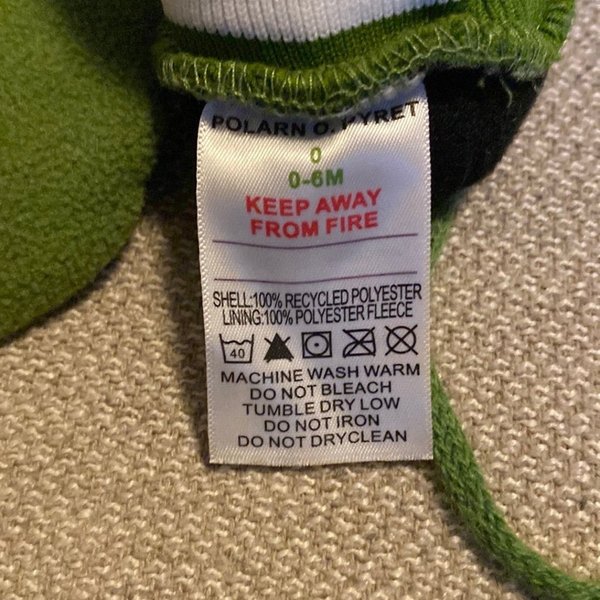 POLARN O. PYRET
0
0-6M
KEEP AWAY
FROM FIRE
SHELL:100% RECYCLED POLYESTER
LINING:100% POLYESTER FLEECE
40
MACHINE WASH WARM
DO NOT BLEACH
TUMBLE DRY LOW
DO NOT IRON
DO NOT DRYCLEAN